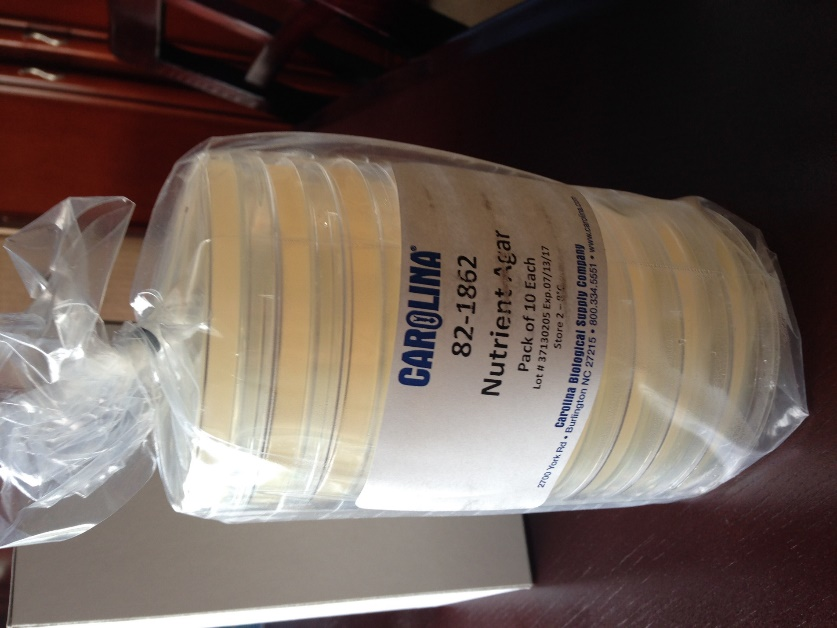 CAROLINA®
82-1862
Nutrient Agar
Pack of 10 Each
Lot # 37130205 Exp.07/13/17
Store 2 – 8°C
Carolina Biological Supply Company
2700 York Rd • Burlington NC 27215 • 800.334.5551 • www.carolina.com